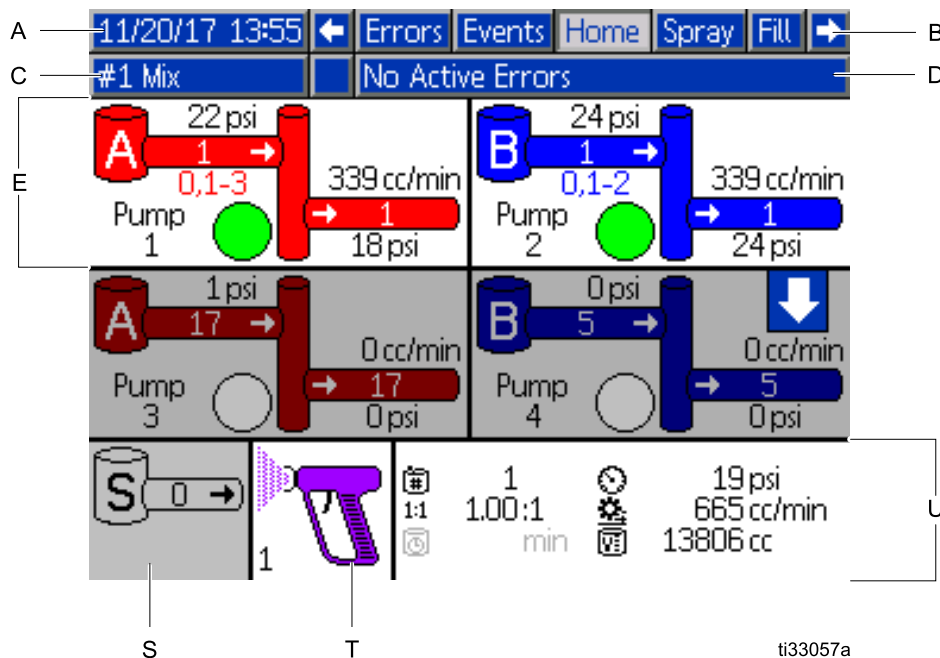 A 11/20/17 13:55 Errors Events Home Spray Fill B
C #1 Mix No Active Errors D
E
A 22 psi 1 0,1-3 339 cc/min 1 18 psi Pump 1
B 24 psi 1 0,1-2 339 cc/min 1 24 psi Pump 2
A 1 psi 17 0 cc/min 17 0 psi Pump 3
B 0 psi 5 0 cc/min 5 0 psi Pump 4
S 0
1
# 1 19 psi
1:1 1.00:1 665 cc/min
min 13806 cc
U
S T
ti33057a